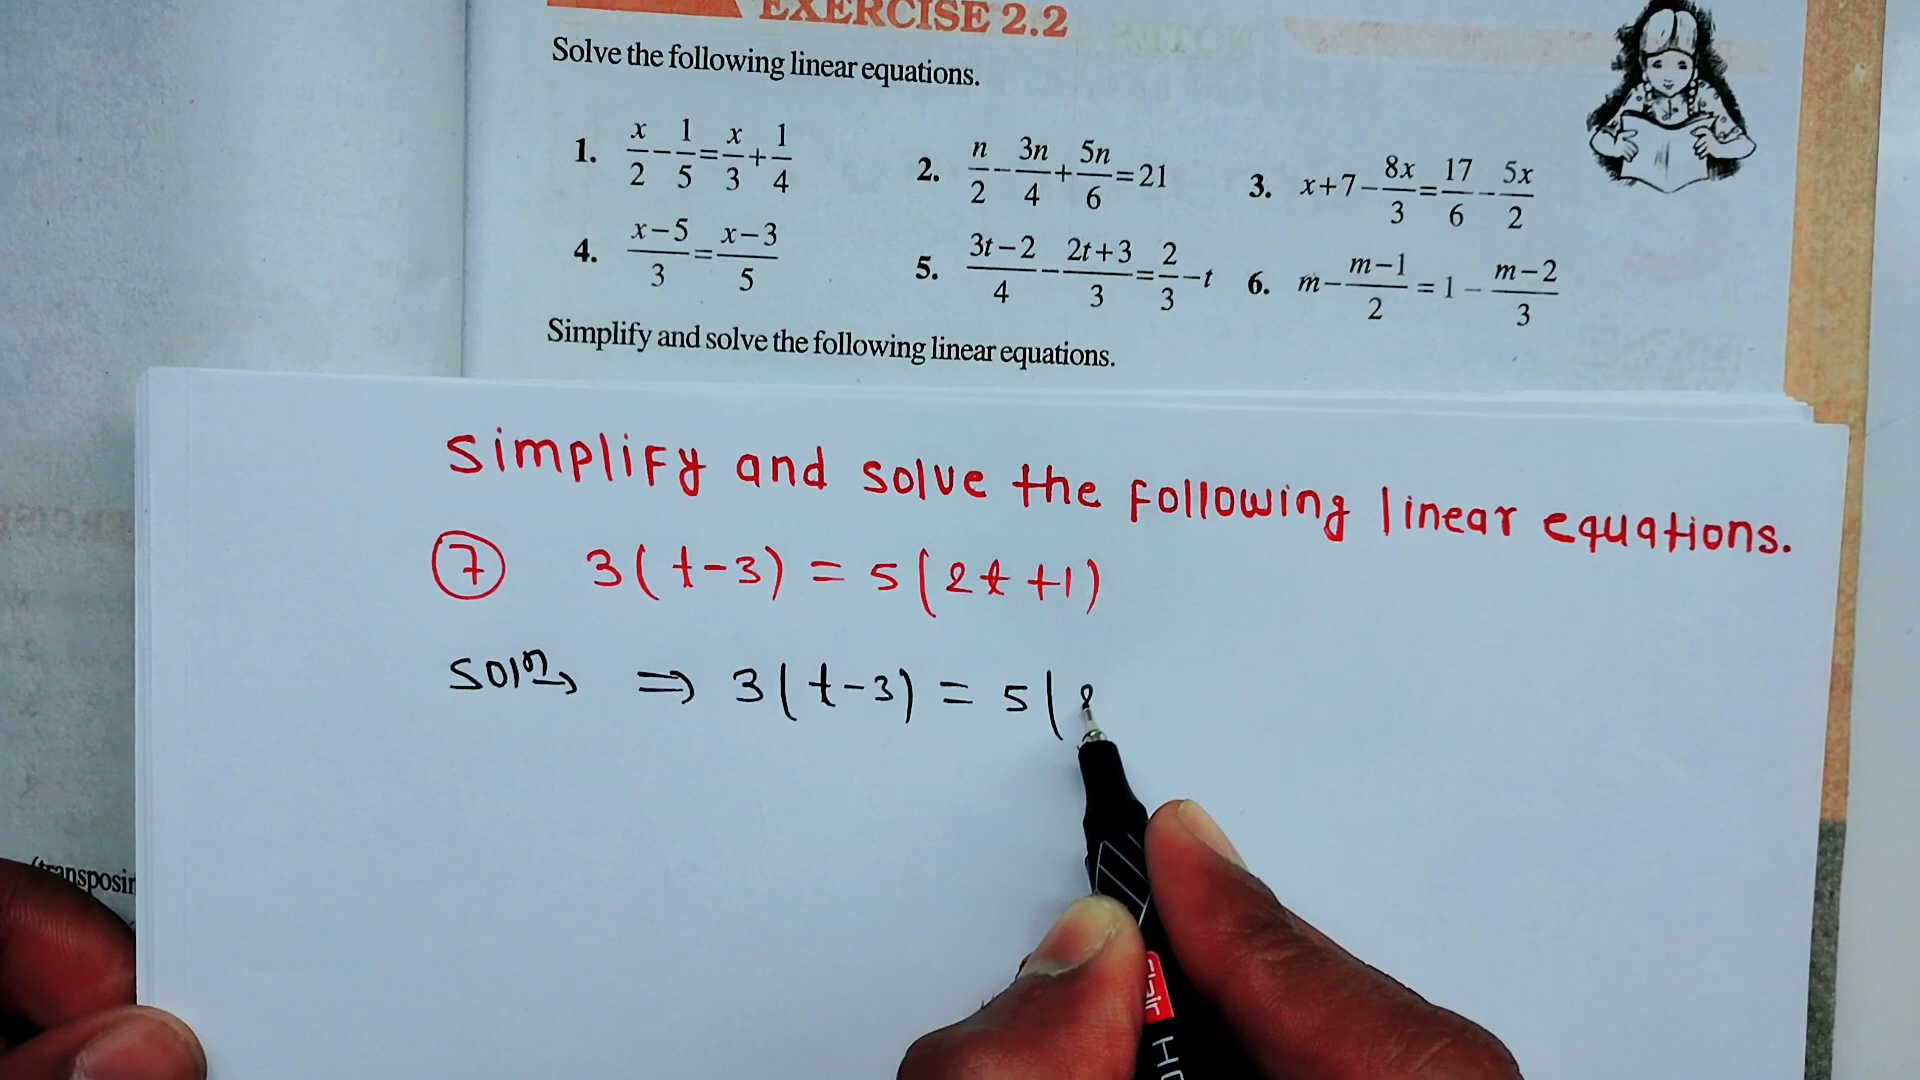 EXERCISE 2.2
Solve the following linear equations.
1. x/2 − 1/5 = x/3 + 1/4
2. n/2 − 3n/4 + 5n/6 = 21
3. x+7 − 8x/3 = 17/6 − 5x/2
4. x−5/3 = x−3/5
5. 3t−2/4 − 2t+3/3 = 2/3 − t
6. m − m−1/2 = 1 − m−2/3
Simplify and solve the following linear equations.
Simplify and solve the following linear equations.
7 3(t-3) = 5(2t+1)
Soln → ⇒ 3(t-3) = 5(2